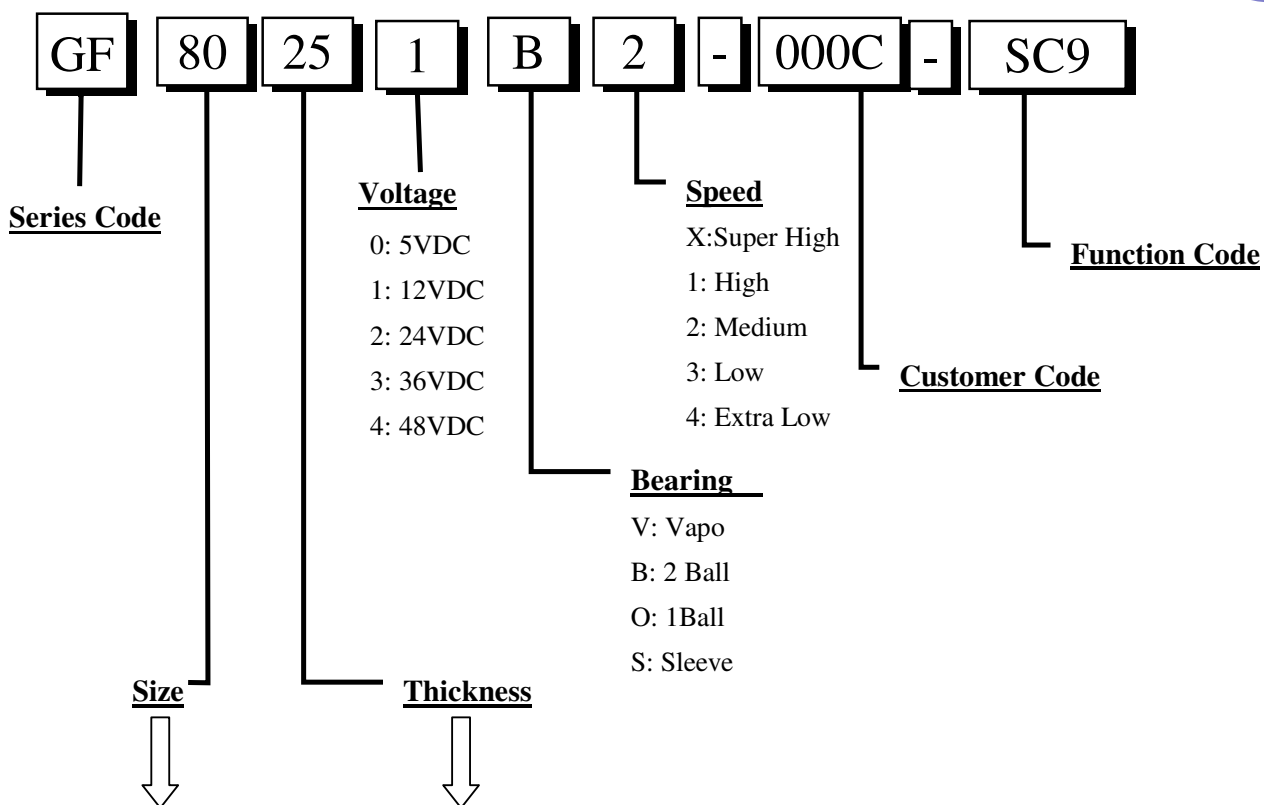 GF 80 25 1 B 2 - 000C - SC9
Series Code
Voltage
0: 5VDC
1: 12VDC
2: 24VDC
3: 36VDC
4: 48VDC
Speed
X:Super High
1: High
2: Medium
3: Low
4: Extra Low
Function Code
Customer Code
Bearing
V: Vapo
B: 2 Ball
O: 1Ball
S: Sleeve
Size
Thickness